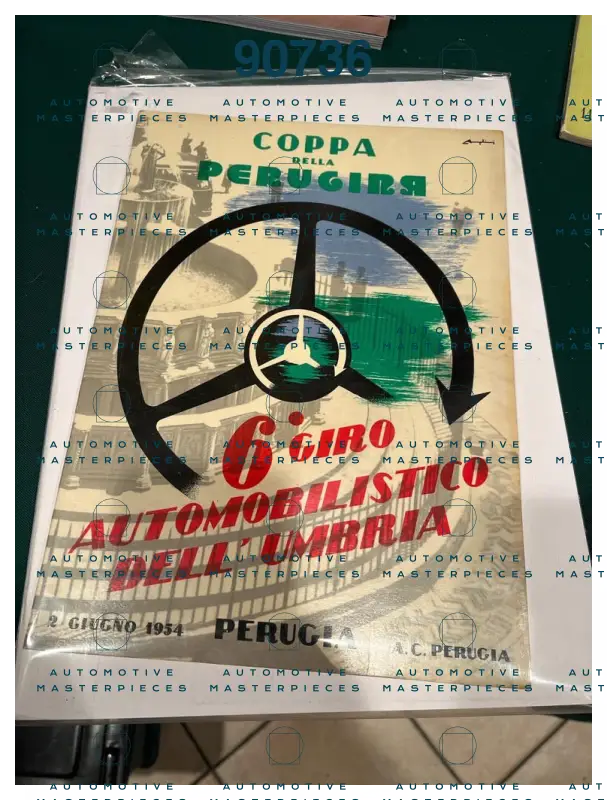 90736
COPPA
DELLA
PERUGINA
6° GIRO
AUTOMOBILISTICO
DELL'UMBRIA
2 GIUGNO 1954
PERUGIA
A.C. PERUGIA
AUTOMOTIVE
MASTERPIECES